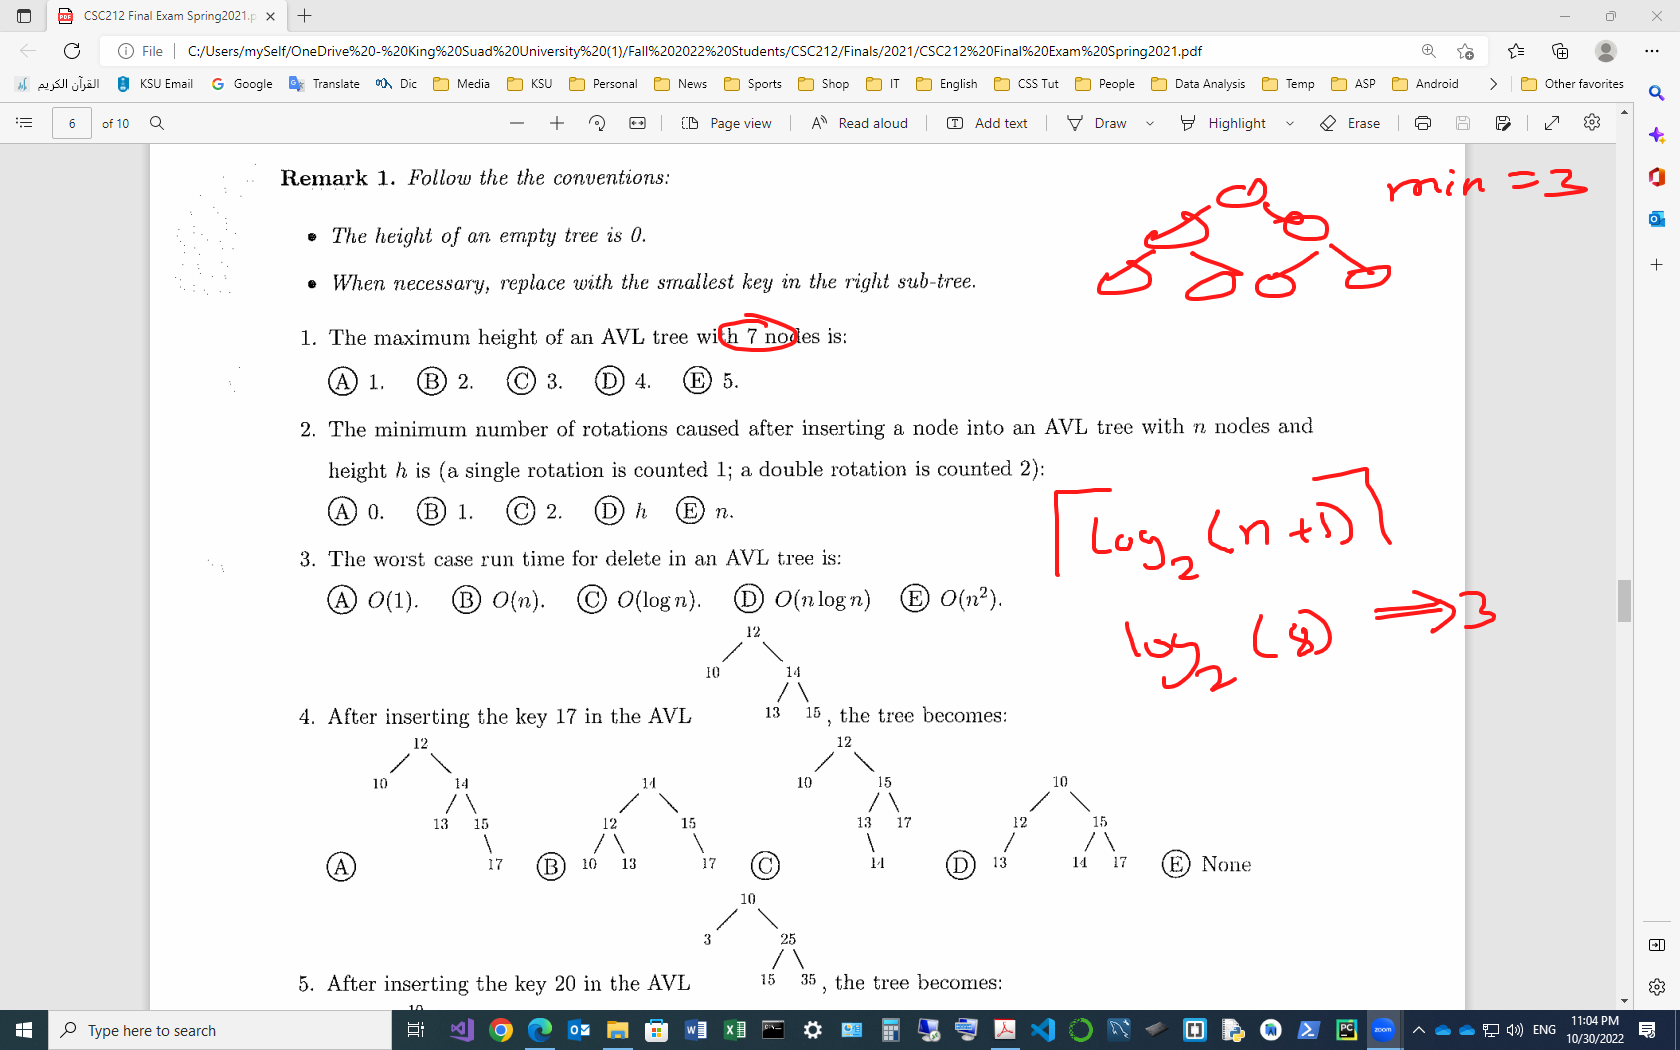 CSC212 Final Exam Spring2021.p
File
C:/Users/mySelf/OneDrive%20-%20King%20Suad%20University%20(1)/Fall%202022%20Students/CSC212/Finals/2021/CSC212%20Final%20Exam%20Spring2021.pdf
القرآن الكريم KSU Email Google Translate Dic Media KSU Personal News Sports Shop IT English CSS Tut People Data Analysis Temp ASP Android Other favorites
6 of 10 Page view Read aloud Add text Draw Highlight Erase
Remark 1. Follow the the conventions:
min = 3
• The height of an empty tree is 0.
• When necessary, replace with the smallest key in the right sub-tree.
1. The maximum height of an AVL tree with 7 nodes is:
A 1. B 2. C 3. D 4. E 5.
2. The minimum number of rotations caused after inserting a node into an AVL tree with n nodes and
height h is (a single rotation is counted 1; a double rotation is counted 2):
A 0. B 1. C 2. D h E n.
⌈log₂(n+1)⌉
3. The worst case run time for delete in an AVL tree is:
A O(1). B O(n). C O(log n). D O(n log n) E O(n²).
log₂(8) ⟹ 3
12
10 14
13 15
4. After inserting the key 17 in the AVL , the tree becomes:
12
10 14
13 15
17
A
14
12 15
10 13 17
B
12
10 15
13 17
14
C
10
12 15
13 14 17
D
E None
10
3 25
15 35
5. After inserting the key 20 in the AVL , the tree becomes:
10
Type here to search
zoom
ENG
11:04 PM
10/30/2022